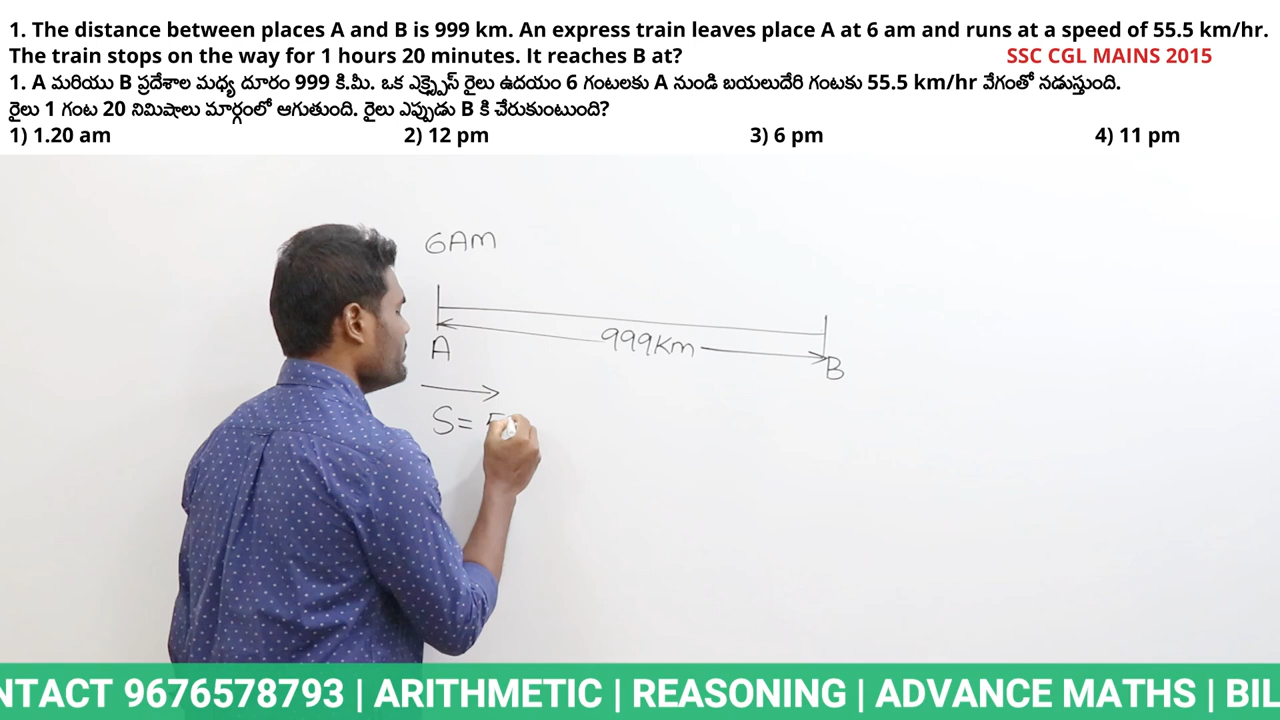 1. The distance between places A and B is 999 km. An express train leaves place A at 6 am and runs at a speed of 55.5 km/hr.
The train stops on the way for 1 hours 20 minutes. It reaches B at? SSC CGL MAINS 2015
1. A మరియు B ప్రదేశాల మధ్య దూరం 999 కి.మీ. ఒక ఎక్స్ప్రెస్ రైలు ఉదయం 6 గంటలకు A నుండి బయలుదేరి గంటకు 55.5 km/hr వేగంతో నడుస్తుంది.
రైలు 1 గంట 20 నిమిషాలు మార్గంలో ఆగుతుంది. రైలు ఎప్పుడు B కి చేరుకుంటుంది?
1) 1.20 am 2) 12 pm 3) 6 pm 4) 11 pm
6AM
999Km
A
B
S=
NTACT 9676578793 | ARITHMETIC | REASONING | ADVANCE MATHS | BIL